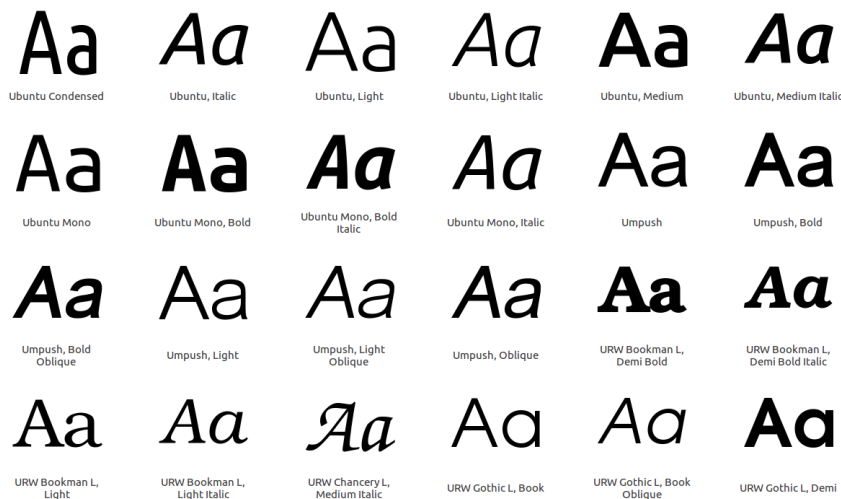 Aa Aa Aa Aa Aa Aa
Ubuntu Condensed Ubuntu, Italic Ubuntu, Light Ubuntu, Light Italic Ubuntu, Medium Ubuntu, Medium Italic
Aa Aa Aa Aa Aa Aa
Ubuntu Mono Ubuntu Mono, Bold Ubuntu Mono, Bold Ubuntu Mono, Italic Umpush Umpush, Bold
Italic
Aa Aa Aa Aa Aa Aa
Umpush, Bold Umpush, Light Umpush, Light Umpush, Oblique URW Bookman L, URW Bookman L,
Oblique Oblique Demi Bold Demi Bold Italic
Aa Aa Aa Aa Aa Aa
URW Bookman L, URW Bookman L, URW Chancery L, URW Gothic L, Book URW Gothic L, Book URW Gothic L, Demi
Light Light Italic Medium Italic Oblique